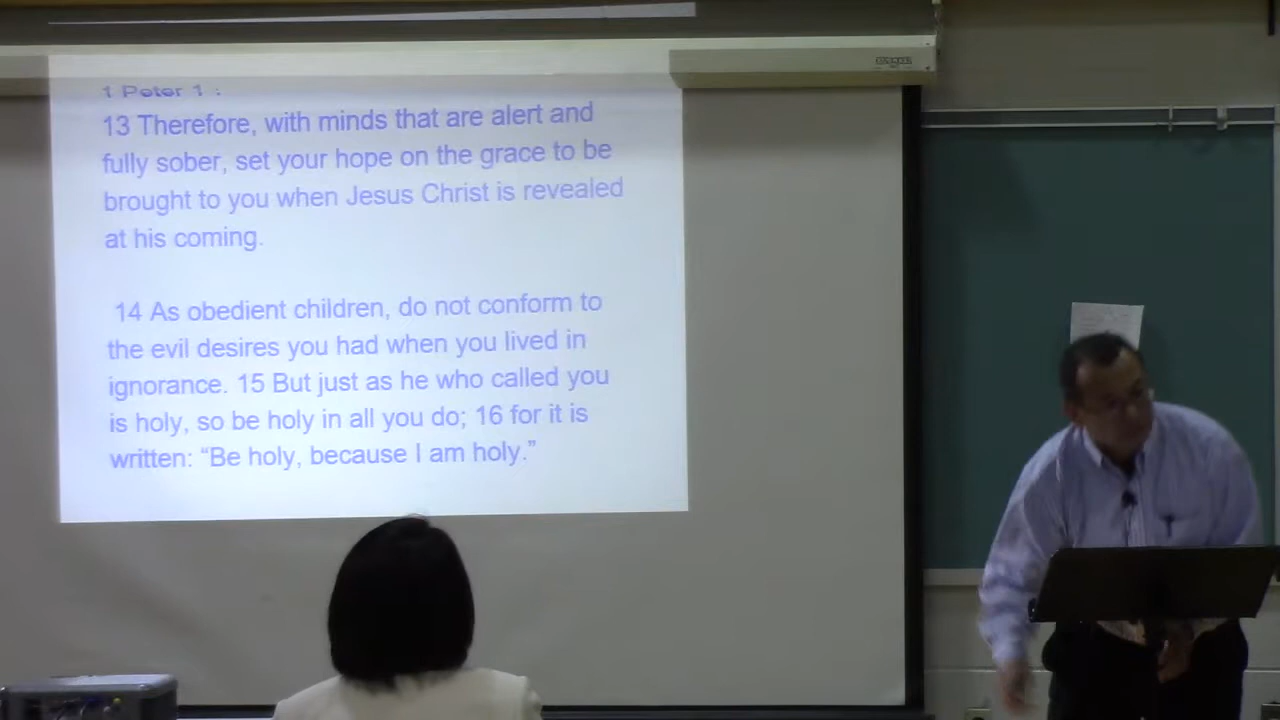 1 Peter 1 :
13 Therefore, with minds that are alert and
fully sober, set your hope on the grace to be
brought to you when Jesus Christ is revealed
at his coming.
14 As obedient children, do not conform to
the evil desires you had when you lived in
ignorance. 15 But just as he who called you
is holy, so be holy in all you do; 16 for it is
written: “Be holy, because I am holy.”